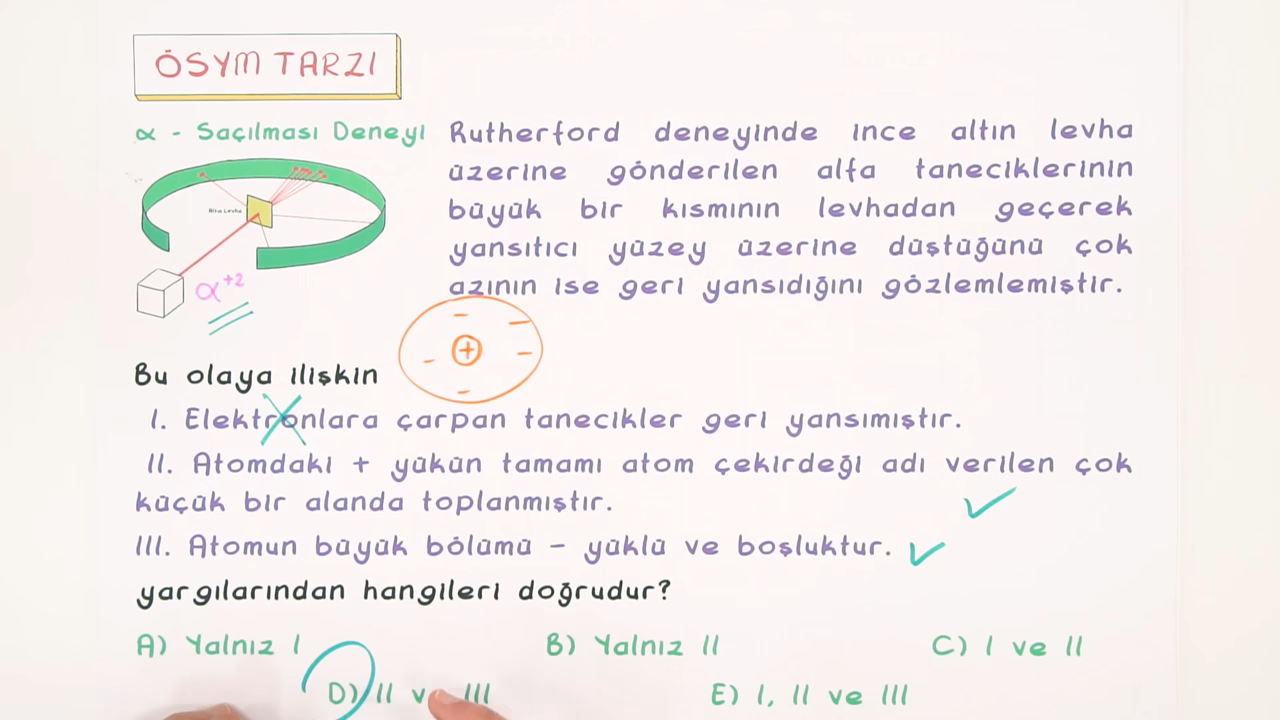 ÖSYM TARZI
α - Saçılması Deneyi
Rutherford deneyinde ince altın levha
üzerine gönderilen alfa taneciklerinin
büyük bir kısmının levhadan geçerek
yansıtıcı yüzey üzerine düştüğünü çok
azının ise geri yansıdığını gözlemlemiştir.
Altın Levha
α+2
+
Bu olaya ilişkin
I. Elektronlara çarpan tanecikler geri yansımıştır.
II. Atomdaki + yükün tamamı atom çekirdeği adı verilen çok
küçük bir alanda toplanmıştır.
III. Atomun büyük bölümü – yüklü ve boşluktur.
yargılarından hangileri doğrudur?
A) Yalnız I
B) Yalnız II
C) I ve II
D) II ve III
E) I, II ve III